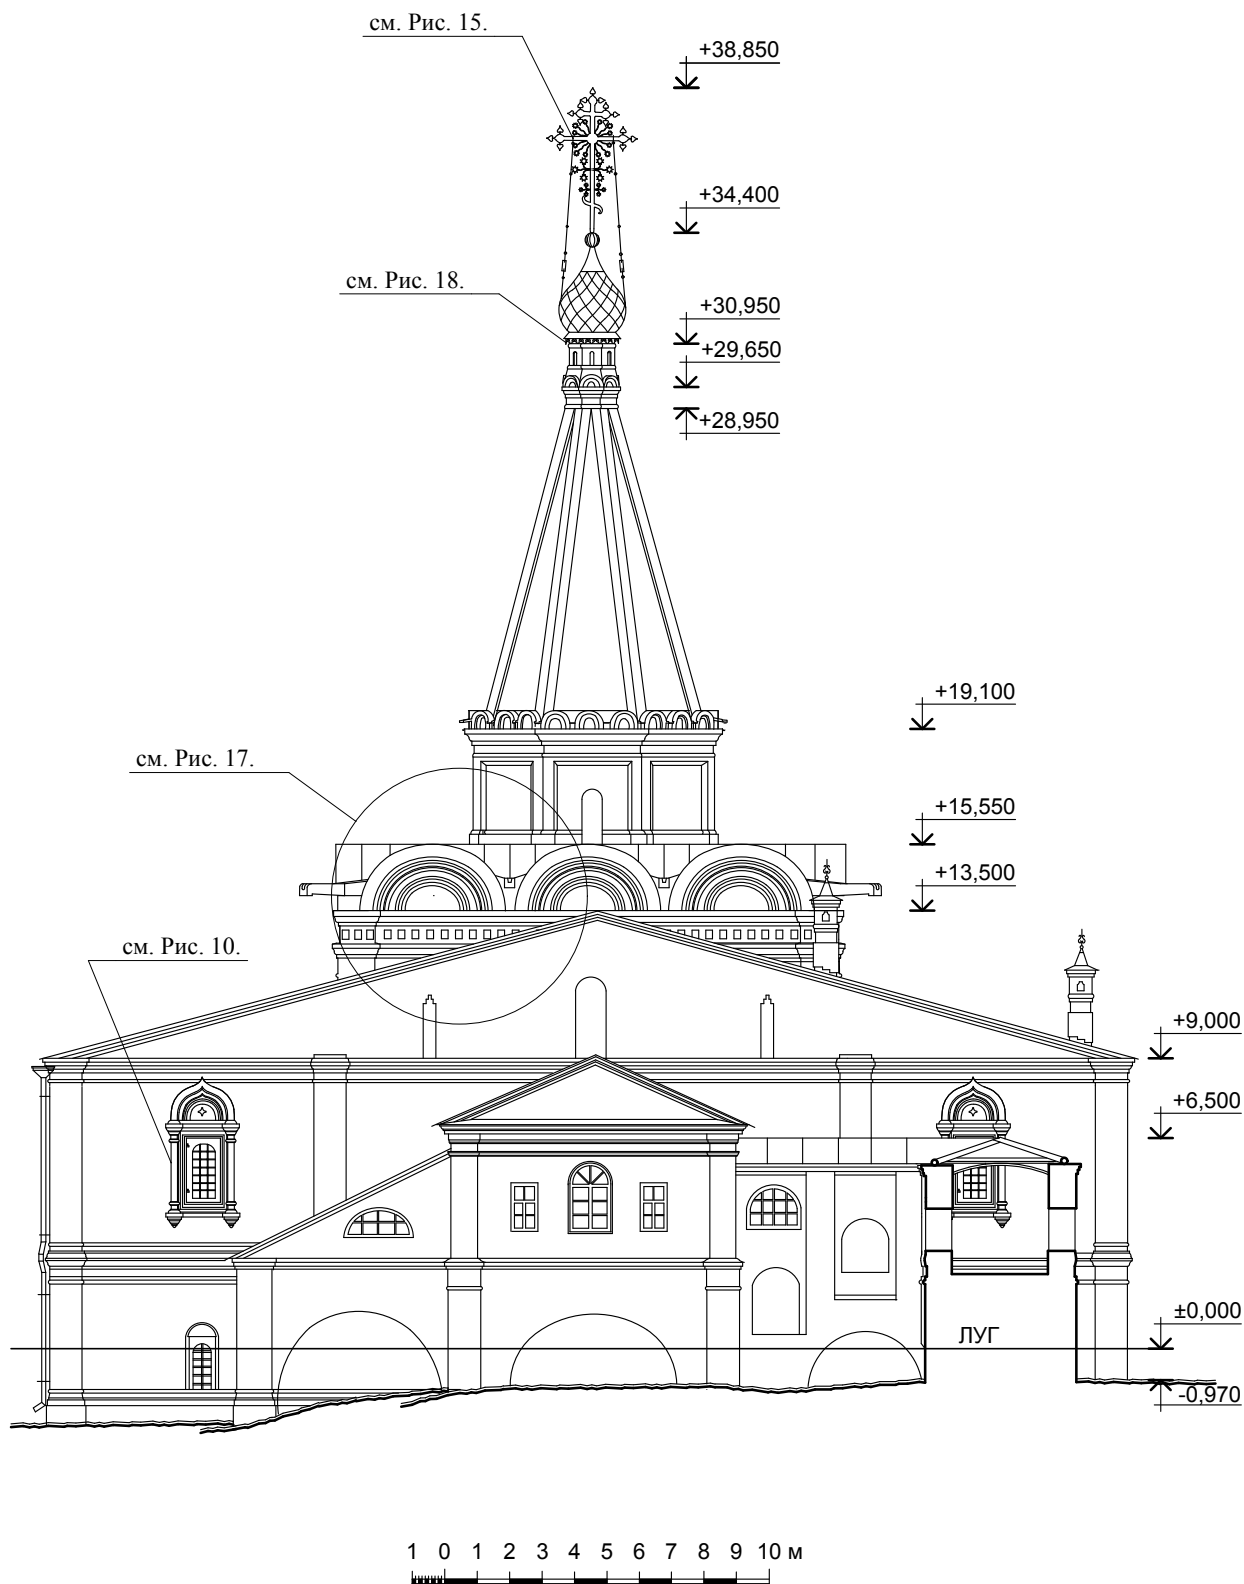 см. Рис. 15.
+38,850
+34,400
см. Рис. 18.
+30,950
+29,650
+28,950
+19,100
см. Рис. 17.
+15,550
+13,500
см. Рис. 10.
+9,000
+6,500
±0,000
ЛУГ
-0,970
1 0 1 2 3 4 5 6 7 8 9 10 м